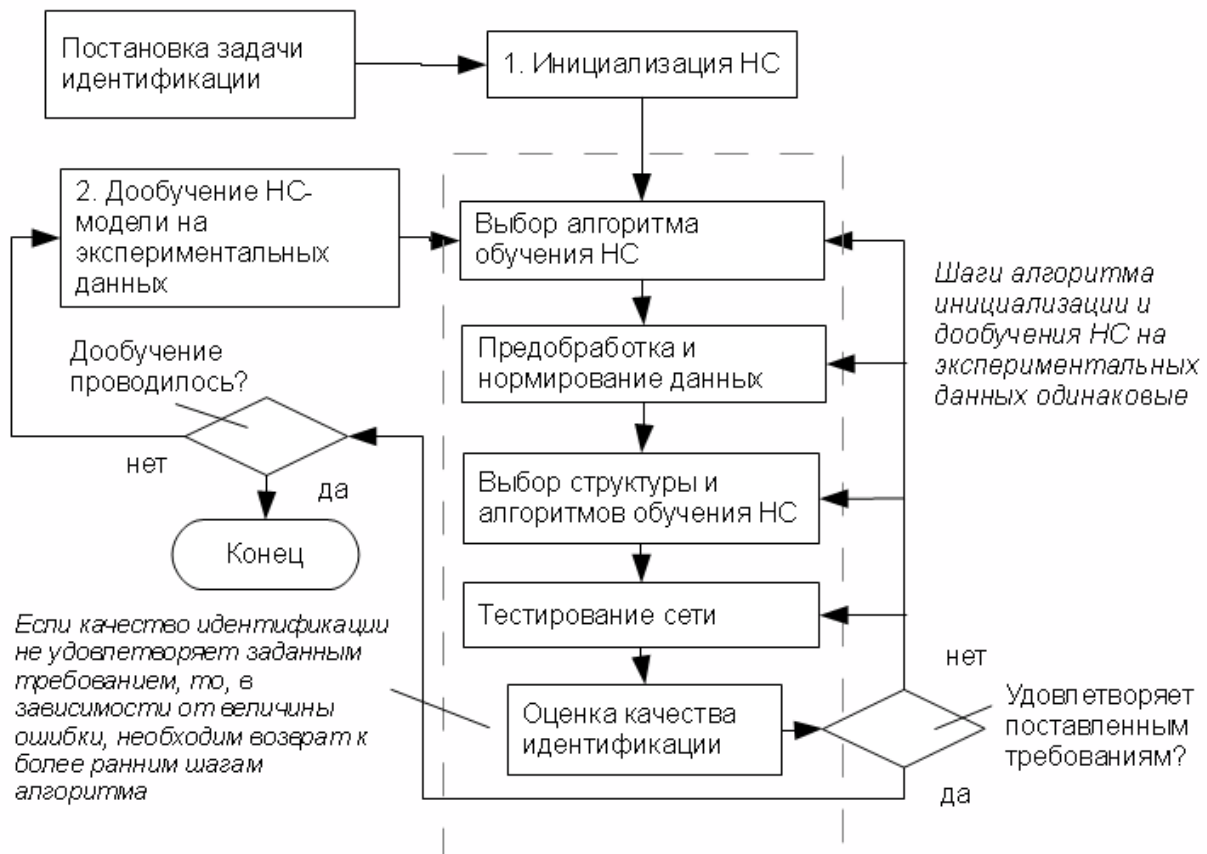 Постановка задачи
идентификации
1. Инициализация НС
2. Дообучение НС-
модели на
экспериментальных
данных
Выбор алгоритма
обучения НС
Шаги алгоритма
инициализации и
дообучения НС на
экспериментальных
данных одинаковые
Предобработка и
нормирование данных
Дообучение
проводилось?
нет
да
Выбор структуры и
алгоритмов обучения НС
Конец
Тестирование сети
Если качество идентификации
не удовлетворяет заданным
требованием, то, в
зависимости от величины
ошибки, необходим возврат к
более ранним шагам
алгоритма
Оценка качества
идентификации
нет
Удовлетворяет
поставленным
требованиям?
да